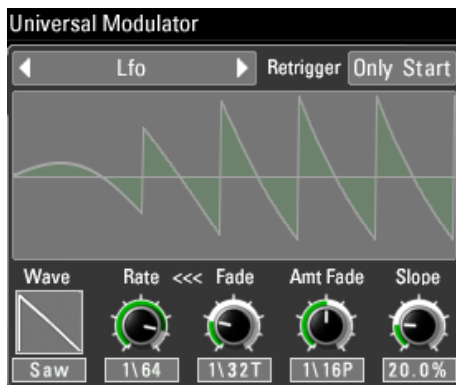 Universal Modulator
Lfo Retrigger Only Start
Wave Rate <<< Fade Amt Fade Slope
Saw 1\64 1\32T 1\16P 20.0%